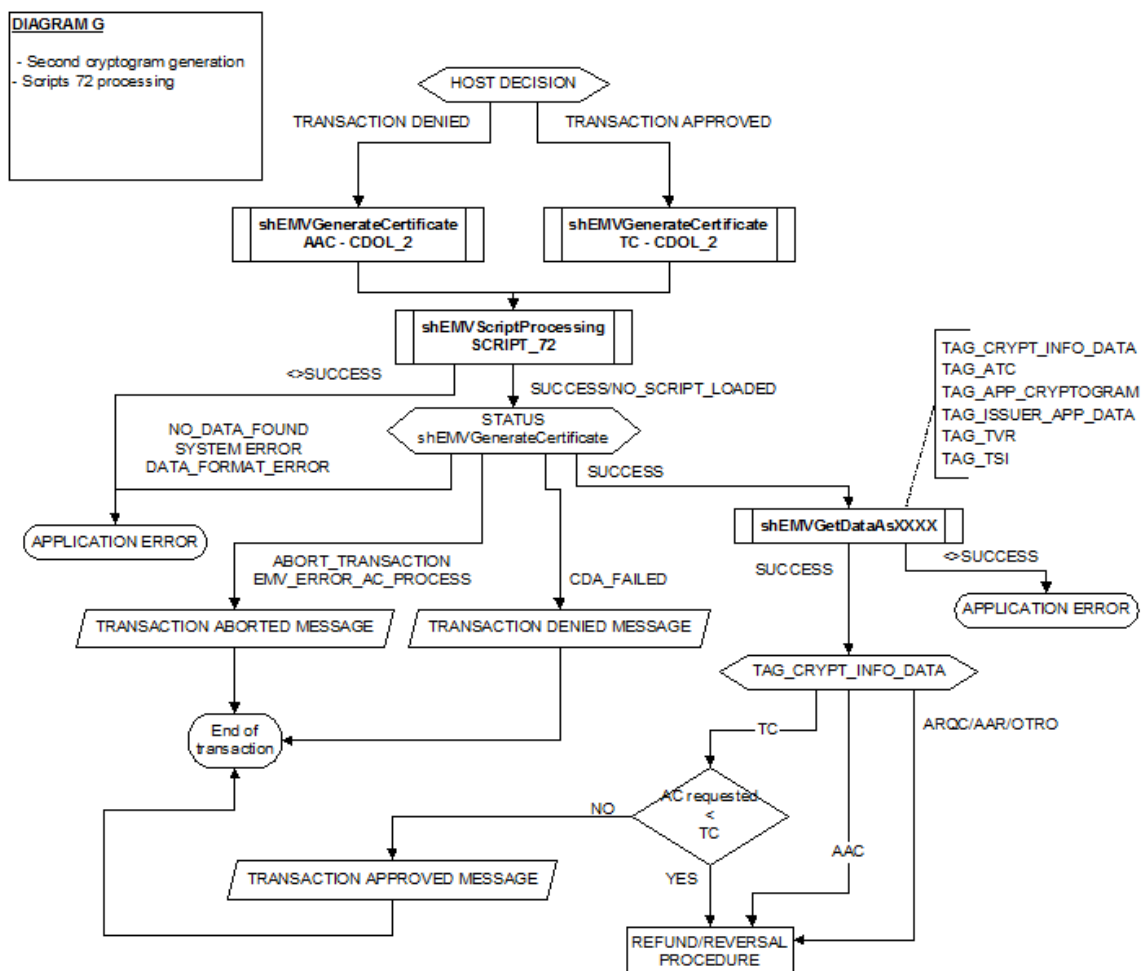 DIAGRAM G
- Second cryptogram generation
- Scripts 72 processing
HOST DECISION
TRANSACTION DENIED
TRANSACTION APPROVED
shEMVGenerateCertificate
AAC - CDOL_2
shEMVGenerateCertificate
TC - CDOL_2
shEMVScriptProcessing
SCRIPT_72
<>SUCCESS
SUCCESS/NO_SCRIPT_LOADED
TAG_CRYPT_INFO_DATA
TAG_ATC
TAG_APP_CRYPTOGRAM
TAG_ISSUER_APP_DATA
TAG_TVR
TAG_TSI
STATUS
shEMVGenerateCertificate
NO_DATA_FOUND
SYSTEM ERROR
DATA_FORMAT_ERROR
SUCCESS
APPLICATION ERROR
shEMVGetDataAsXXXX
ABORT_TRANSACTION
EMV_ERROR_AC_PROCESS
CDA_FAILED
SUCCESS
<>SUCCESS
TRANSACTION ABORTED MESSAGE
TRANSACTION DENIED MESSAGE
APPLICATION ERROR
TAG_CRYPT_INFO_DATA
End of
transaction
TC
ARQC/AAR/OTRO
AC requested
<
TC
NO
AAC
YES
TRANSACTION APPROVED MESSAGE
REFUND/REVERSAL
PROCEDURE